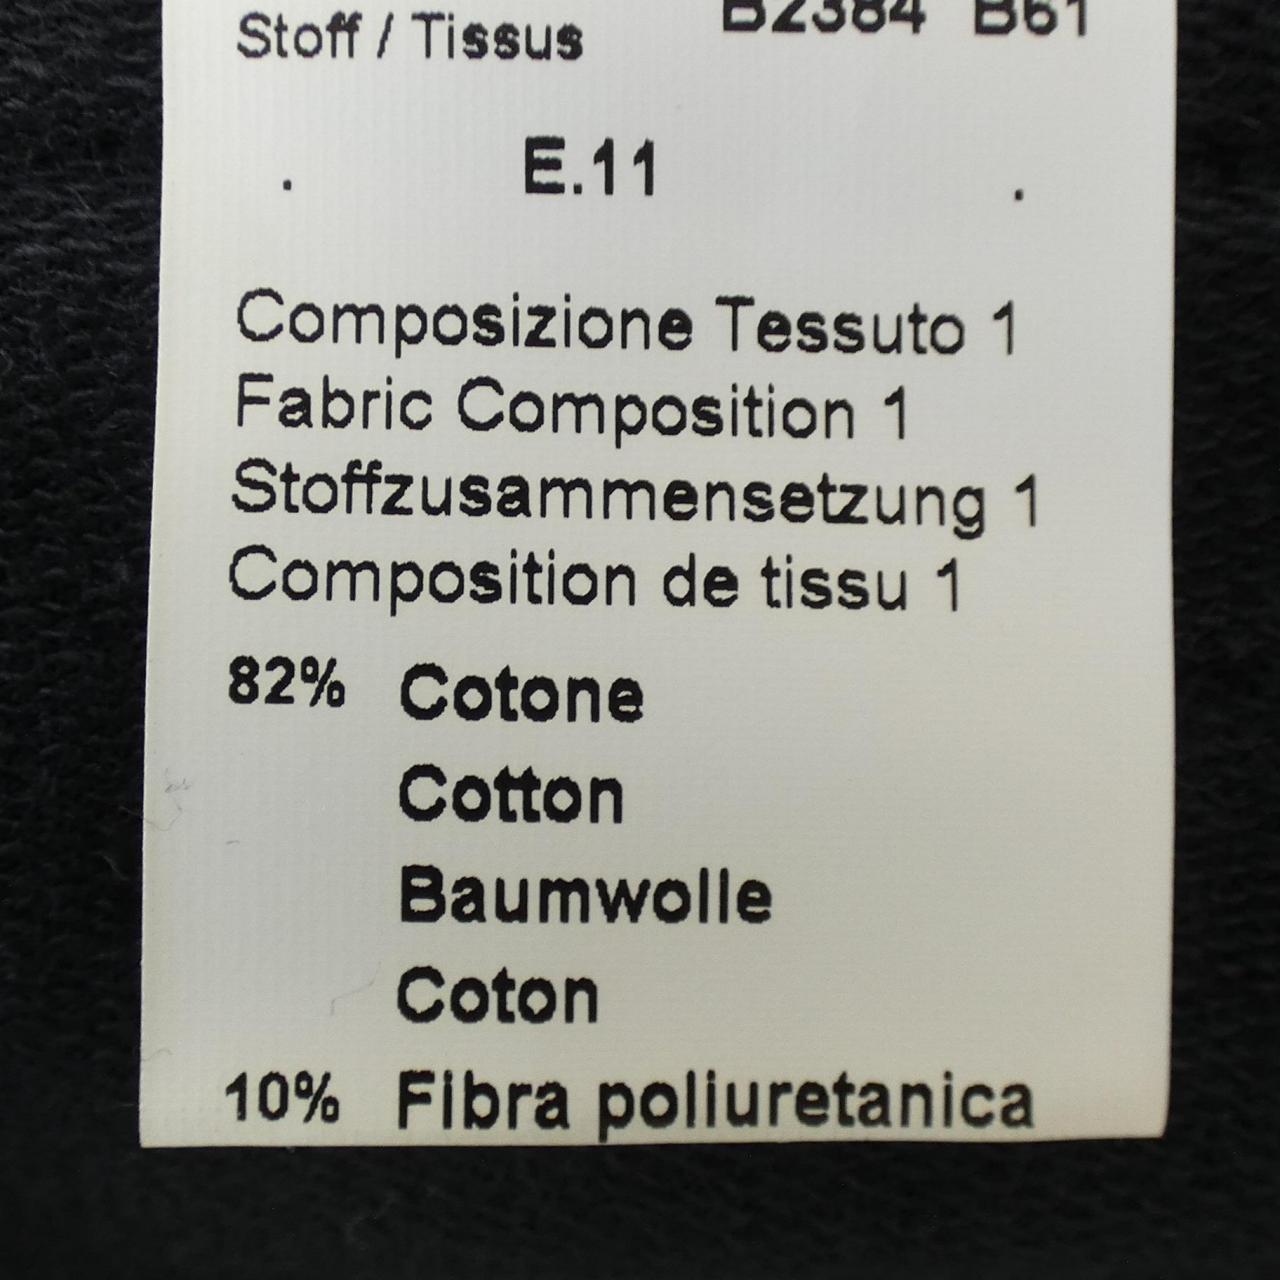 Stoff / Tissus B2384 B61
E.11
. .
Composizione Tessuto 1
Fabric Composition 1
Stoffzusammensetzung 1
Composition de tissu 1
82% Cotone
Cotton
Baumwolle
Coton
10% Fibra poliuretanica